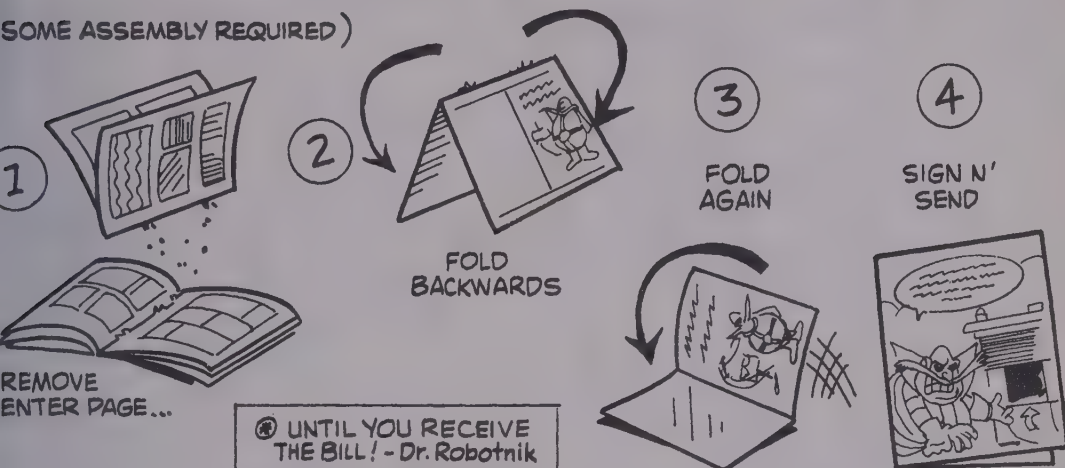 SOME ASSEMBLY REQUIRED)
1
REMOVE
ENTER PAGE...
2
FOLD
BACKWARDS
3
FOLD
AGAIN
4
SIGN N'
SEND
* UNTIL YOU RECEIVE
THE BILL! - Dr. Robotnik